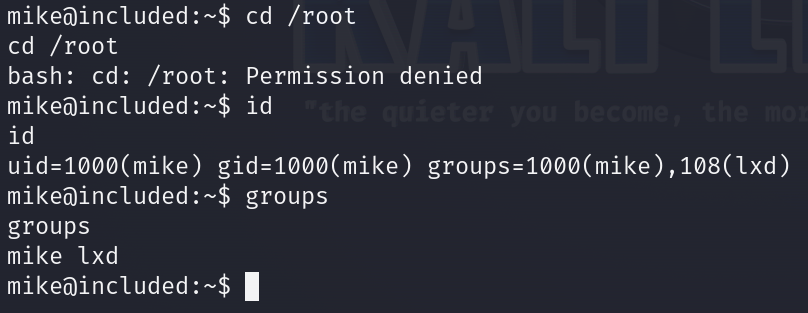 mike@included:~$ cd /root
cd /root
bash: cd: /root: Permission denied
mike@included:~$ id
"the quieter you become, the mor
id
uid=1000(mike) gid=1000(mike) groups=1000(mike),108(lxd)
mike@included:~$ groups
groups
mike lxd
mike@included:~$